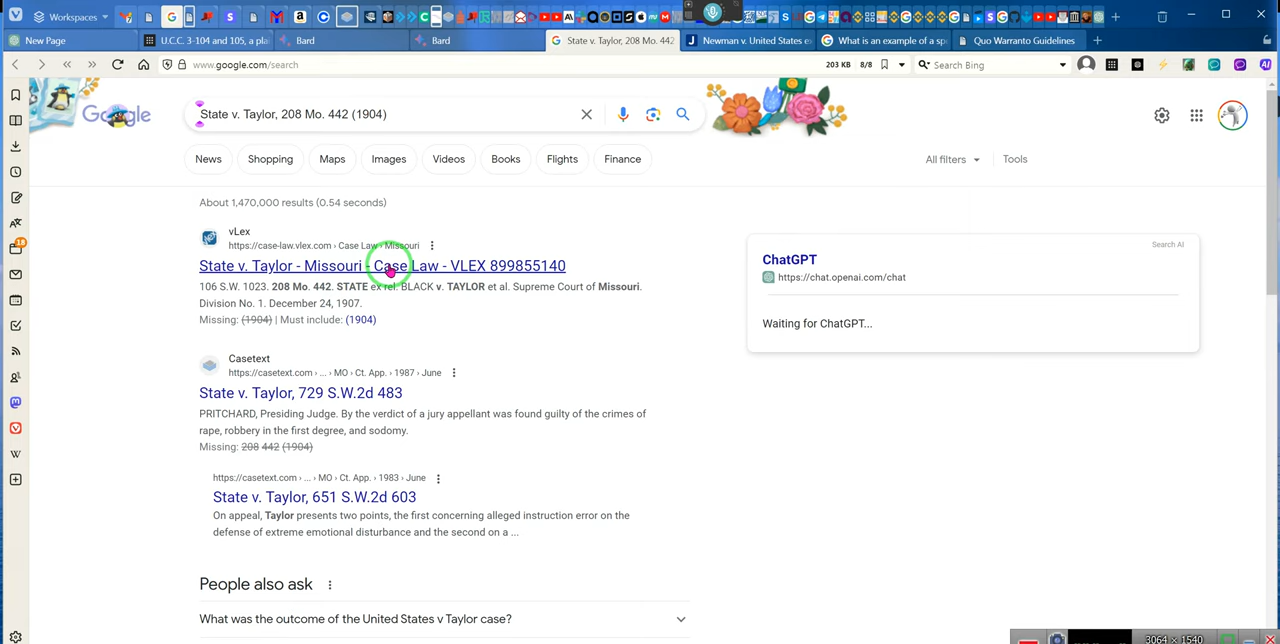 Workspaces
New Page
U.C.C. 3-104 and 105, a pla
Bard
Bard
State v. Taylor, 208 Mo. 442
Newman v. United States e
What is an example of a sp
Quo Warranto Guidelines
www.google.com/search
203 KB
8/8
Search Bing
AI
Google
State v. Taylor, 208 Mo. 442 (1904)
News
Shopping
Maps
Images
Videos
Books
Flights
Finance
All filters
Tools
About 1,470,000 results (0.54 seconds)
vLex
https://case-law.vlex.com › Case Law › Missouri
State v. Taylor - Missouri - Case Law - VLEX 899855140
106 S.W. 1023. 208 Mo. 442. STATE ex rel. BLACK v. TAYLOR et al. Supreme Court of Missouri.
Division No. 1. December 24, 1907.
Missing: (1904) | Must include: (1904)
Casetext
https://casetext.com › ... › MO › Ct. App. › 1987 › June
State v. Taylor, 729 S.W.2d 483
PRITCHARD, Presiding Judge. By the verdict of a jury appellant was found guilty of the crimes of
rape, robbery in the first degree, and sodomy.
Missing: 208 442 (1904)
https://casetext.com › ... › MO › Ct. App. › 1983 › June
State v. Taylor, 651 S.W.2d 603
On appeal, Taylor presents two points, the first concerning alleged instruction error on the
defense of extreme emotional disturbance and the second on a ...
People also ask
What was the outcome of the United States v Taylor case?
Search AI
ChatGPT
https://chat.openai.com/chat
Waiting for ChatGPT...
18
3064 × 1540